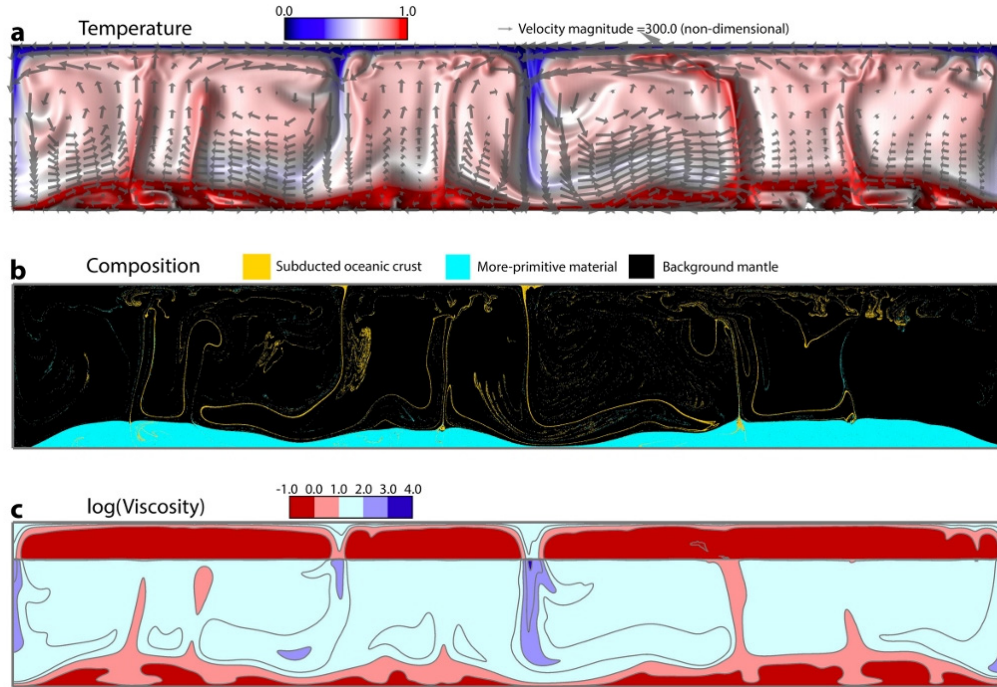 a Temperature 0.0 1.0 Velocity magnitude =300.0 (non-dimensional)
b Composition Subducted oceanic crust More-primitive material Background mantle
c log(Viscosity) -1.0 0.0 1.0 2.0 3.0 4.0